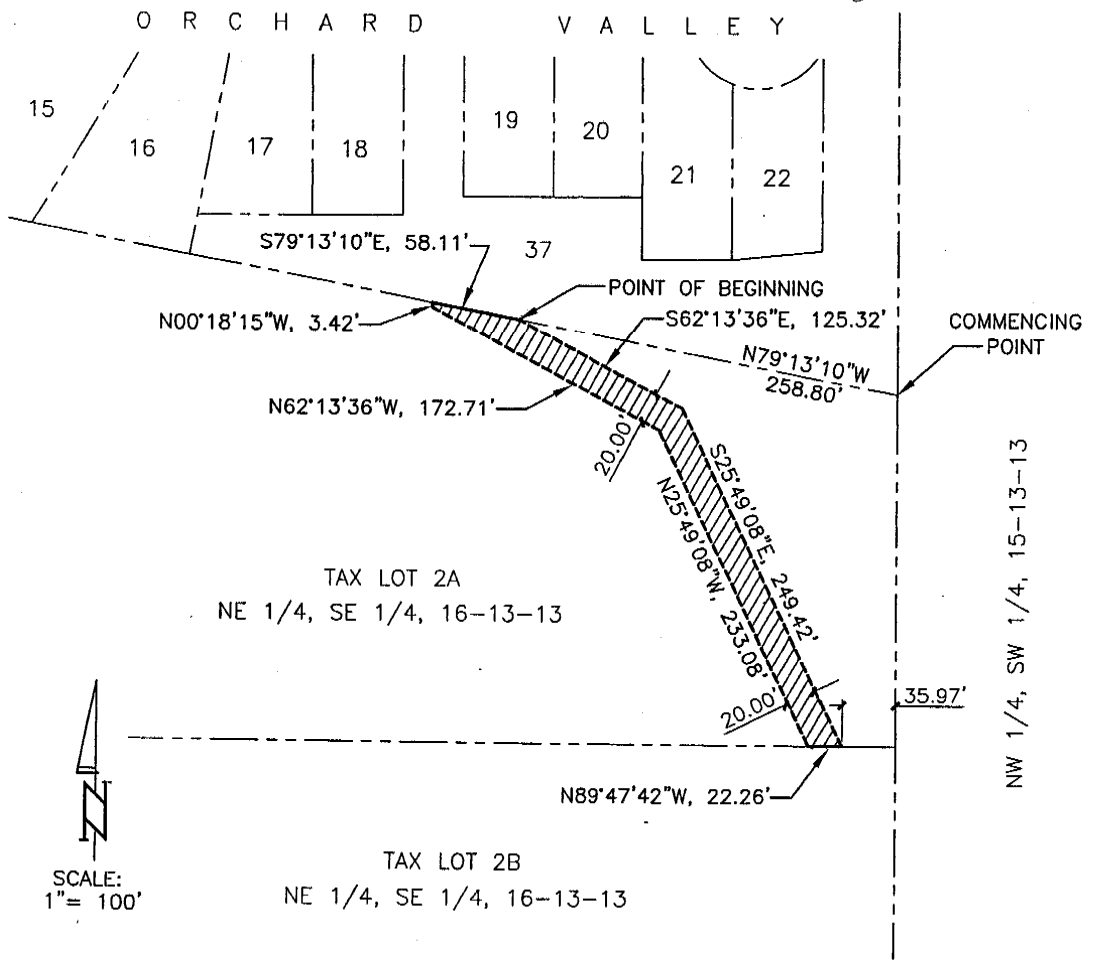 O R C H A R D V A L L E Y
15
16
17
18
19
20
21
22
37
S79°13'10"E, 58.11'
POINT OF BEGINNING
N00°18'15"W, 3.42'
S62°13'36"E, 125.32'
COMMENCING
POINT
N79°13'10"W
258.80'
N62°13'36"W, 172.71'
20.00'
S25°49'08"E, 249.42'
N25°49'08"W, 233.08'
NW 1/4, SW 1/4, 15-13-13
TAX LOT 2A
NE 1/4, SE 1/4, 16-13-13
20.00'
35.97'
N89°47'42"W, 22.26'
SCALE:
1"= 100'
TAX LOT 2B
NE 1/4, SE 1/4, 16-13-13